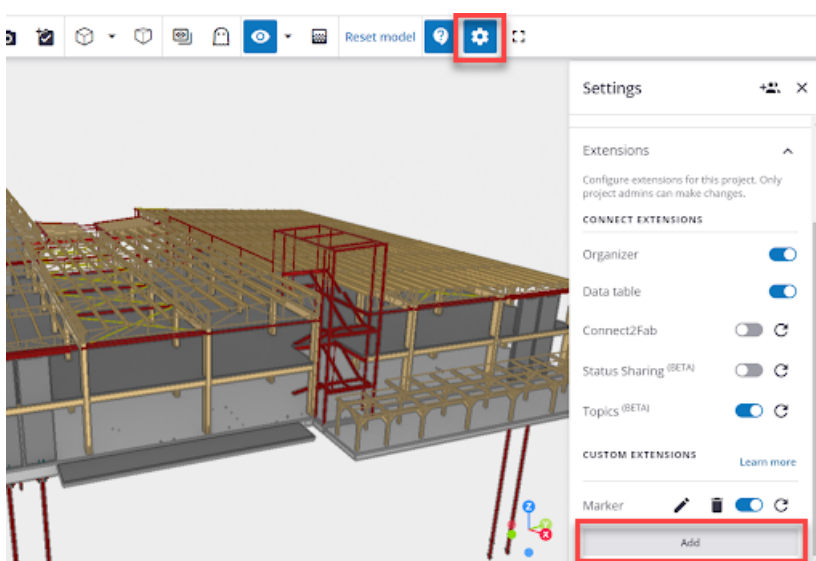 Reset model
Settings
Extensions
Configure extensions for this project. Only
project admins can make changes.
CONNECT EXTENSIONS
Organizer
Data table
Connect2Fab
Status Sharing (BETA)
Topics (BETA)
CUSTOM EXTENSIONS
Learn more
Marker
Add
Z
Y
X